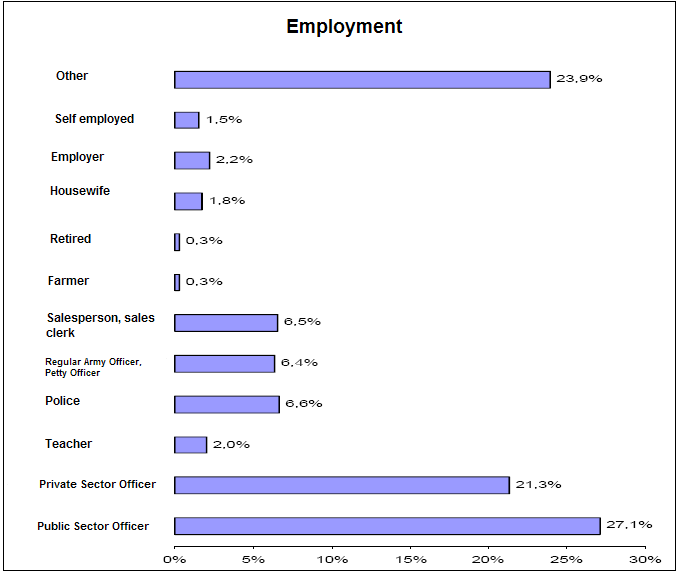 Employment
Other
23,9%
Self employed
1,5%
Employer
2,2%
Housewife
1,8%
Retired
0,3%
Farmer
0,3%
Salesperson, sales
clerk
6,5%
Regular Army Officer,
Petty Officer
6,4%
Police
6,6%
Teacher
2,0%
Private Sector Officer
21,3%
Public Sector Officer
27,1%
0% 5% 10% 15% 20% 25% 30%